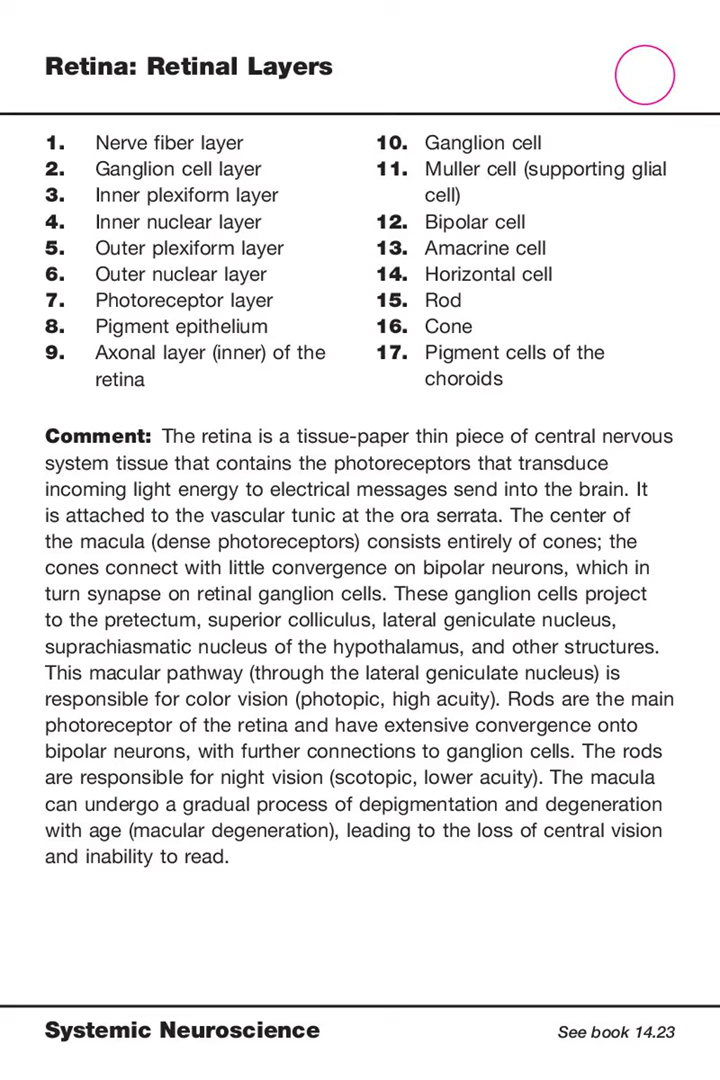 Retina: Retinal Layers
1. Nerve fiber layer
2. Ganglion cell layer
3. Inner plexiform layer
4. Inner nuclear layer
5. Outer plexiform layer
6. Outer nuclear layer
7. Photoreceptor layer
8. Pigment epithelium
9. Axonal layer (inner) of the
retina
10. Ganglion cell
11. Muller cell (supporting glial
cell)
12. Bipolar cell
13. Amacrine cell
14. Horizontal cell
15. Rod
16. Cone
17. Pigment cells of the
choroids
Comment: The retina is a tissue-paper thin piece of central nervous
system tissue that contains the photoreceptors that transduce
incoming light energy to electrical messages send into the brain. It
is attached to the vascular tunic at the ora serrata. The center of
the macula (dense photoreceptors) consists entirely of cones; the
cones connect with little convergence on bipolar neurons, which in
turn synapse on retinal ganglion cells. These ganglion cells project
to the pretectum, superior colliculus, lateral geniculate nucleus,
suprachiasmatic nucleus of the hypothalamus, and other structures.
This macular pathway (through the lateral geniculate nucleus) is
responsible for color vision (photopic, high acuity). Rods are the main
photoreceptor of the retina and have extensive convergence onto
bipolar neurons, with further connections to ganglion cells. The rods
are responsible for night vision (scotopic, lower acuity). The macula
can undergo a gradual process of depigmentation and degeneration
with age (macular degeneration), leading to the loss of central vision
and inability to read.
Systemic Neuroscience
See book 14.23